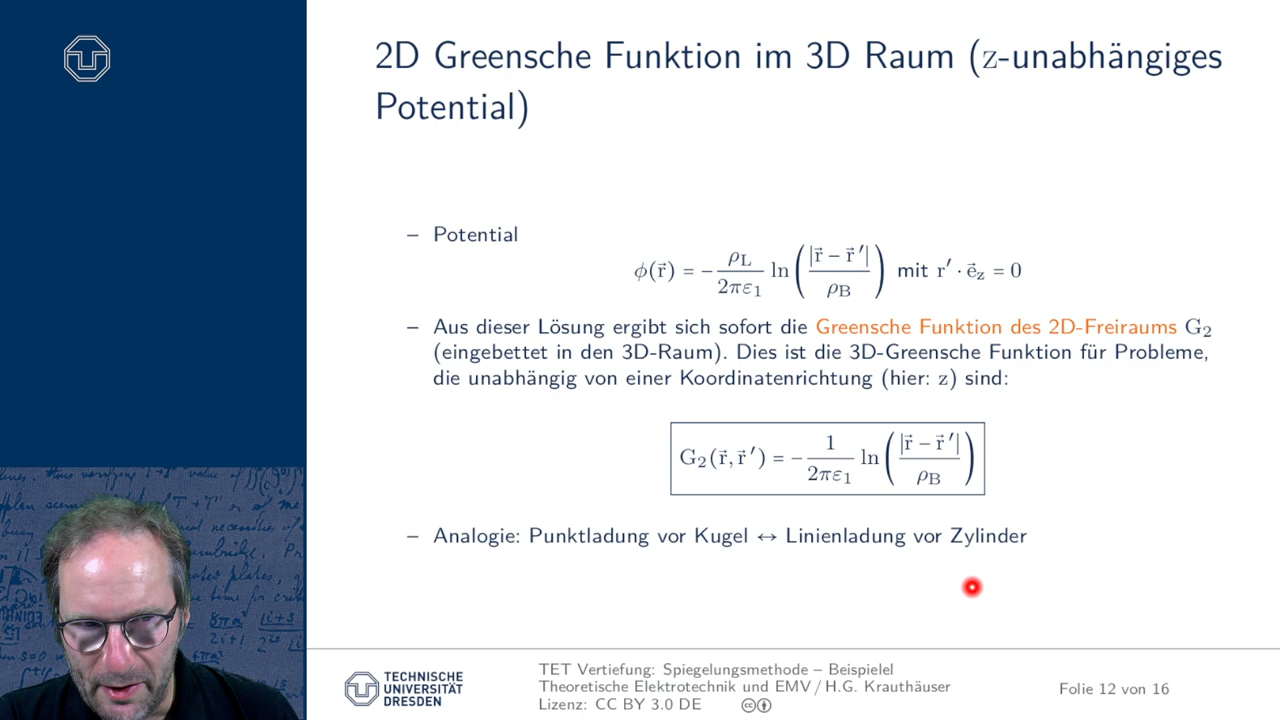 2D Greensche Funktion im 3D Raum (z-unabhängiges
Potential)
– Potential
ϕ(r⃗) = − ρ_L / (2πε₁) ln( |r⃗ − r⃗ ′| / ρ_B ) mit r′ · e⃗_z = 0
– Aus dieser Lösung ergibt sich sofort die Greensche Funktion des 2D-Freiraums G₂
(eingebettet in den 3D-Raum). Dies ist die 3D-Greensche Funktion für Probleme,
die unabhängig von einer Koordinatenrichtung (hier: z) sind:
G₂(r⃗, r⃗ ′) = − 1 / (2πε₁) ln( |r⃗ − r⃗ ′| / ρ_B )
– Analogie: Punktladung vor Kugel ↔ Linienladung vor Zylinder
TECHNISCHE
UNIVERSITÄT
DRESDEN
TET Vertiefung: Spiegelungsmethode – Beispielel
Theoretische Elektrotechnik und EMV / H.G. Krauthäuser
Lizenz: CC BY 3.0 DE
Folie 12 von 16